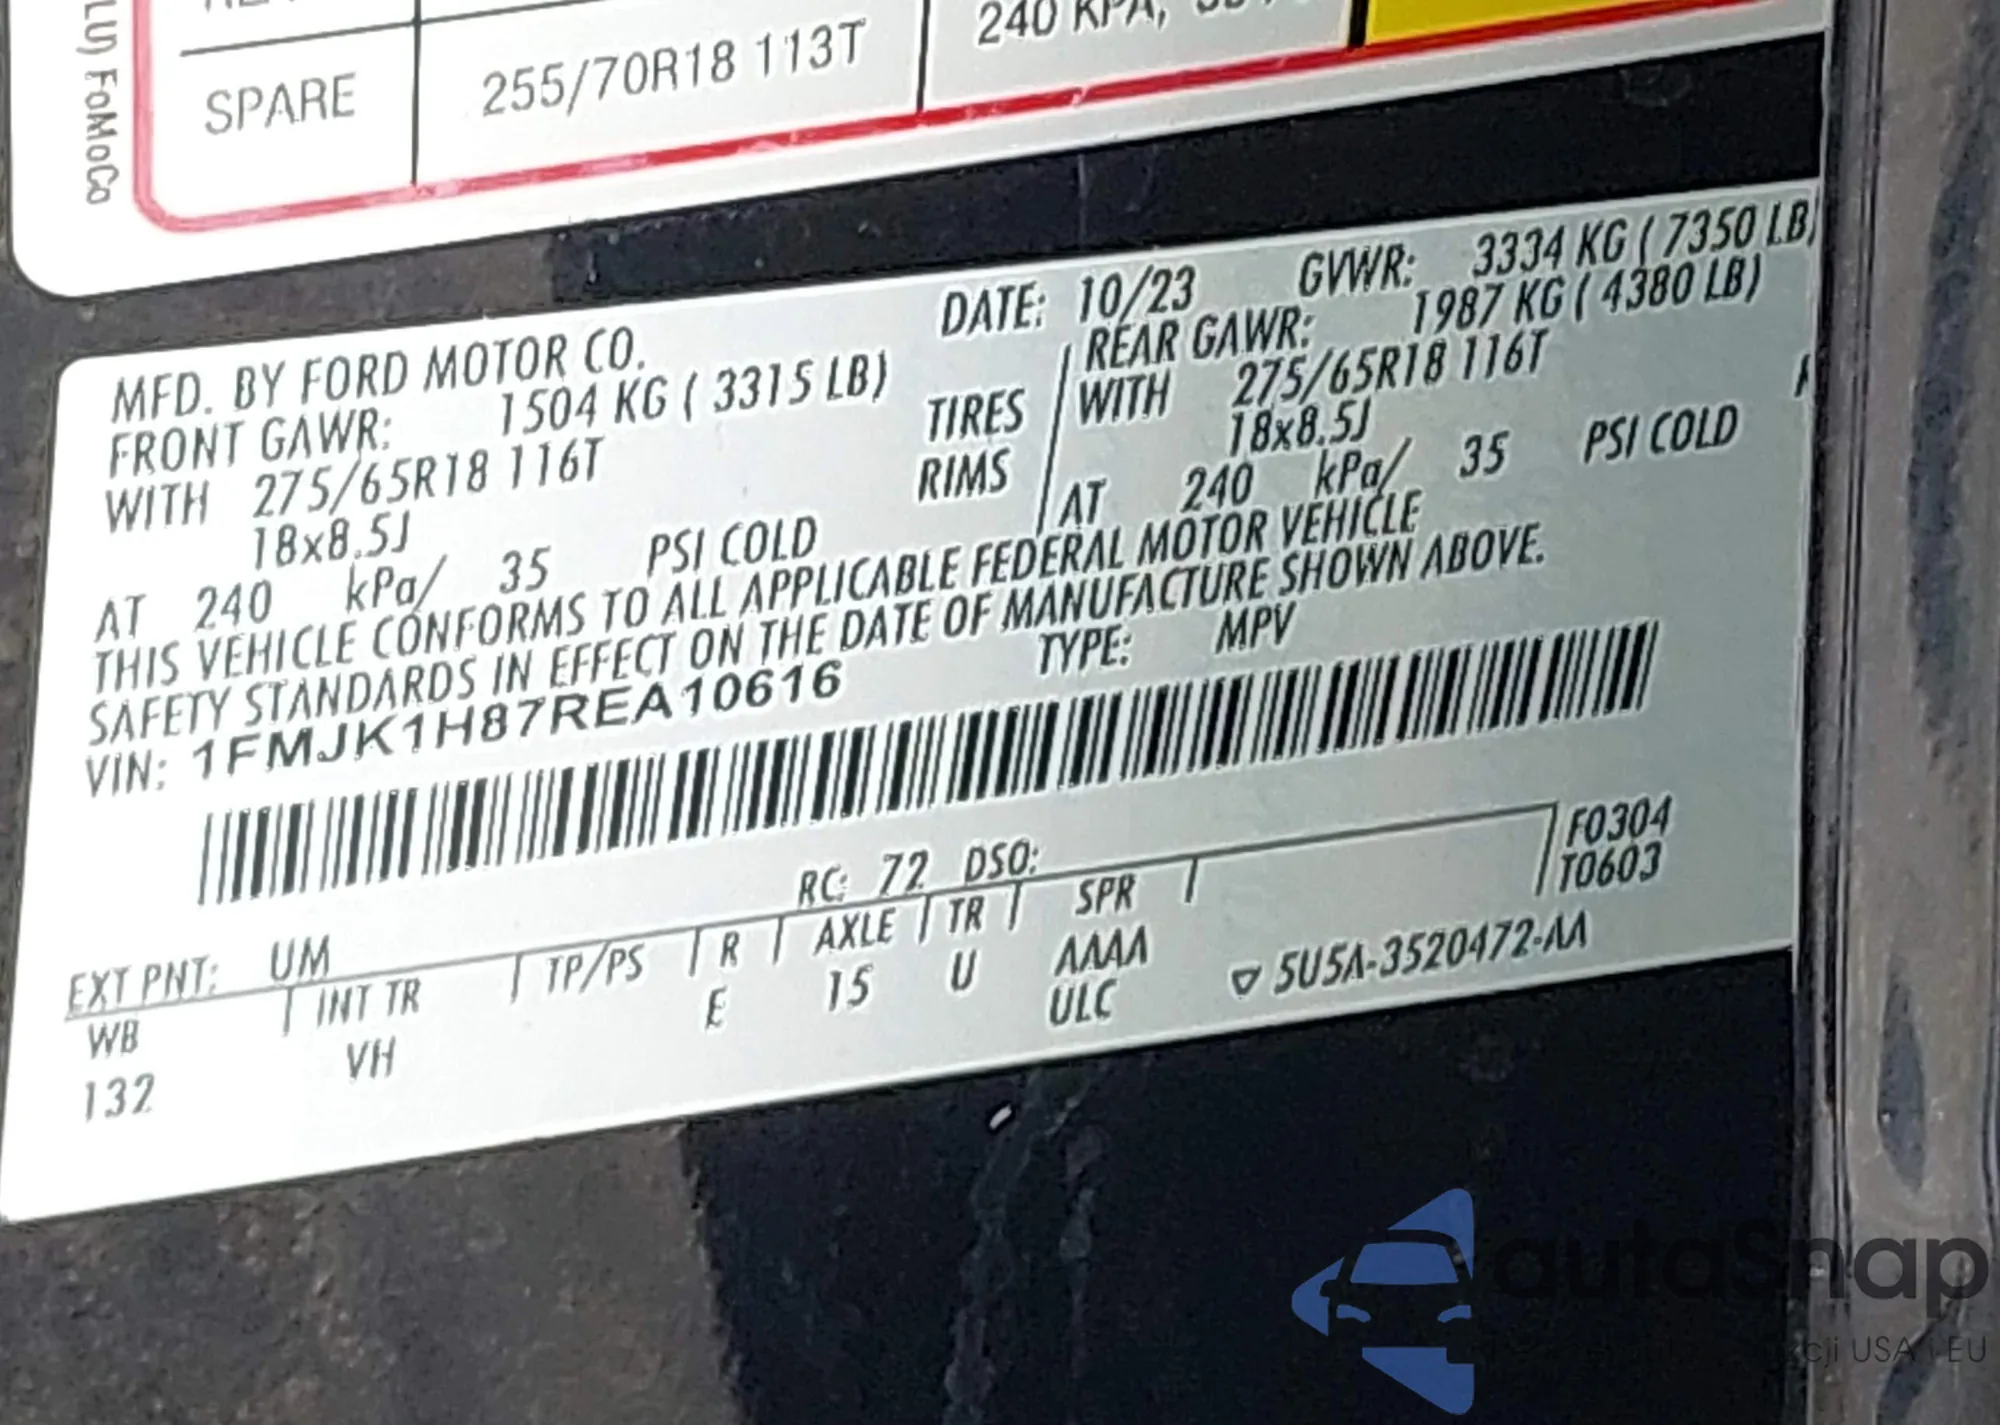 LU) FoMoCo
SPARE 255/70R18 113T 240 KPA,
DATE: 10/23 GVWR: 3334 KG ( 7350 LB)
MFD. BY FORD MOTOR CO.
FRONT GAWR: 1504 KG ( 3315 LB)
WITH 275/65R18 116T TIRES
18x8.5J RIMS
AT 240 kPa/ 35 PSI COLD
REAR GAWR: 1987 KG ( 4380 LB)
WITH 275/65R18 116T
18x8.5J
AT 240 kPa/ 35 PSI COLD
THIS VEHICLE CONFORMS TO ALL APPLICABLE FEDERAL MOTOR VEHICLE
SAFETY STANDARDS IN EFFECT ON THE DATE OF MANUFACTURE SHOWN ABOVE.
VIN: 1FMJK1H87REA10616 TYPE: MPV
F0304
T0603
RC: 72 DSO:
EXT PNT: UM
WB INT TR TP/PS R AXLE TR SPR
132 VH E 15 U AAAA
ULC
5U5A-3520472-AA
autaSnap
cji USA i EU